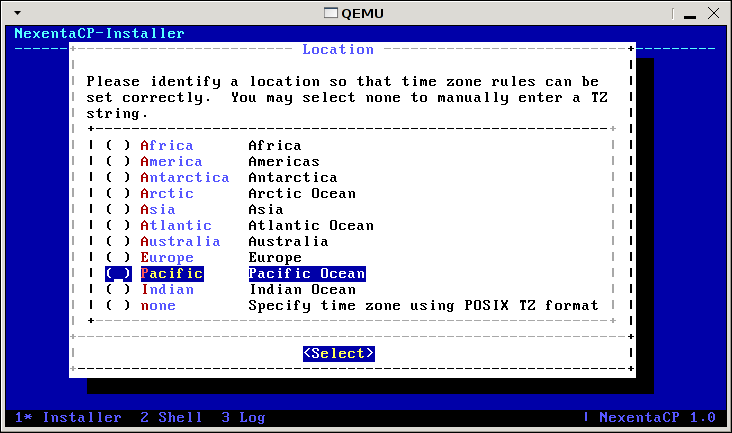 QEMU
NexentaCP-Installer
Location
Please identify a location so that time zone rules can be
set correctly.  You may select none to manually enter a TZ
string.
( ) Africa       Africa
( ) America      Americas
( ) Antarctica   Antarctica
( ) Arctic       Arctic Ocean
( ) Asia         Asia
( ) Atlantic     Atlantic Ocean
( ) Australia    Australia
( ) Europe       Europe
( ) Pacific      Pacific Ocean
( ) Indian       Indian Ocean
( ) none         Specify time zone using POSIX TZ format
<Select>
1* Installer  2 Shell  3 Log | NexentaCP 1.0